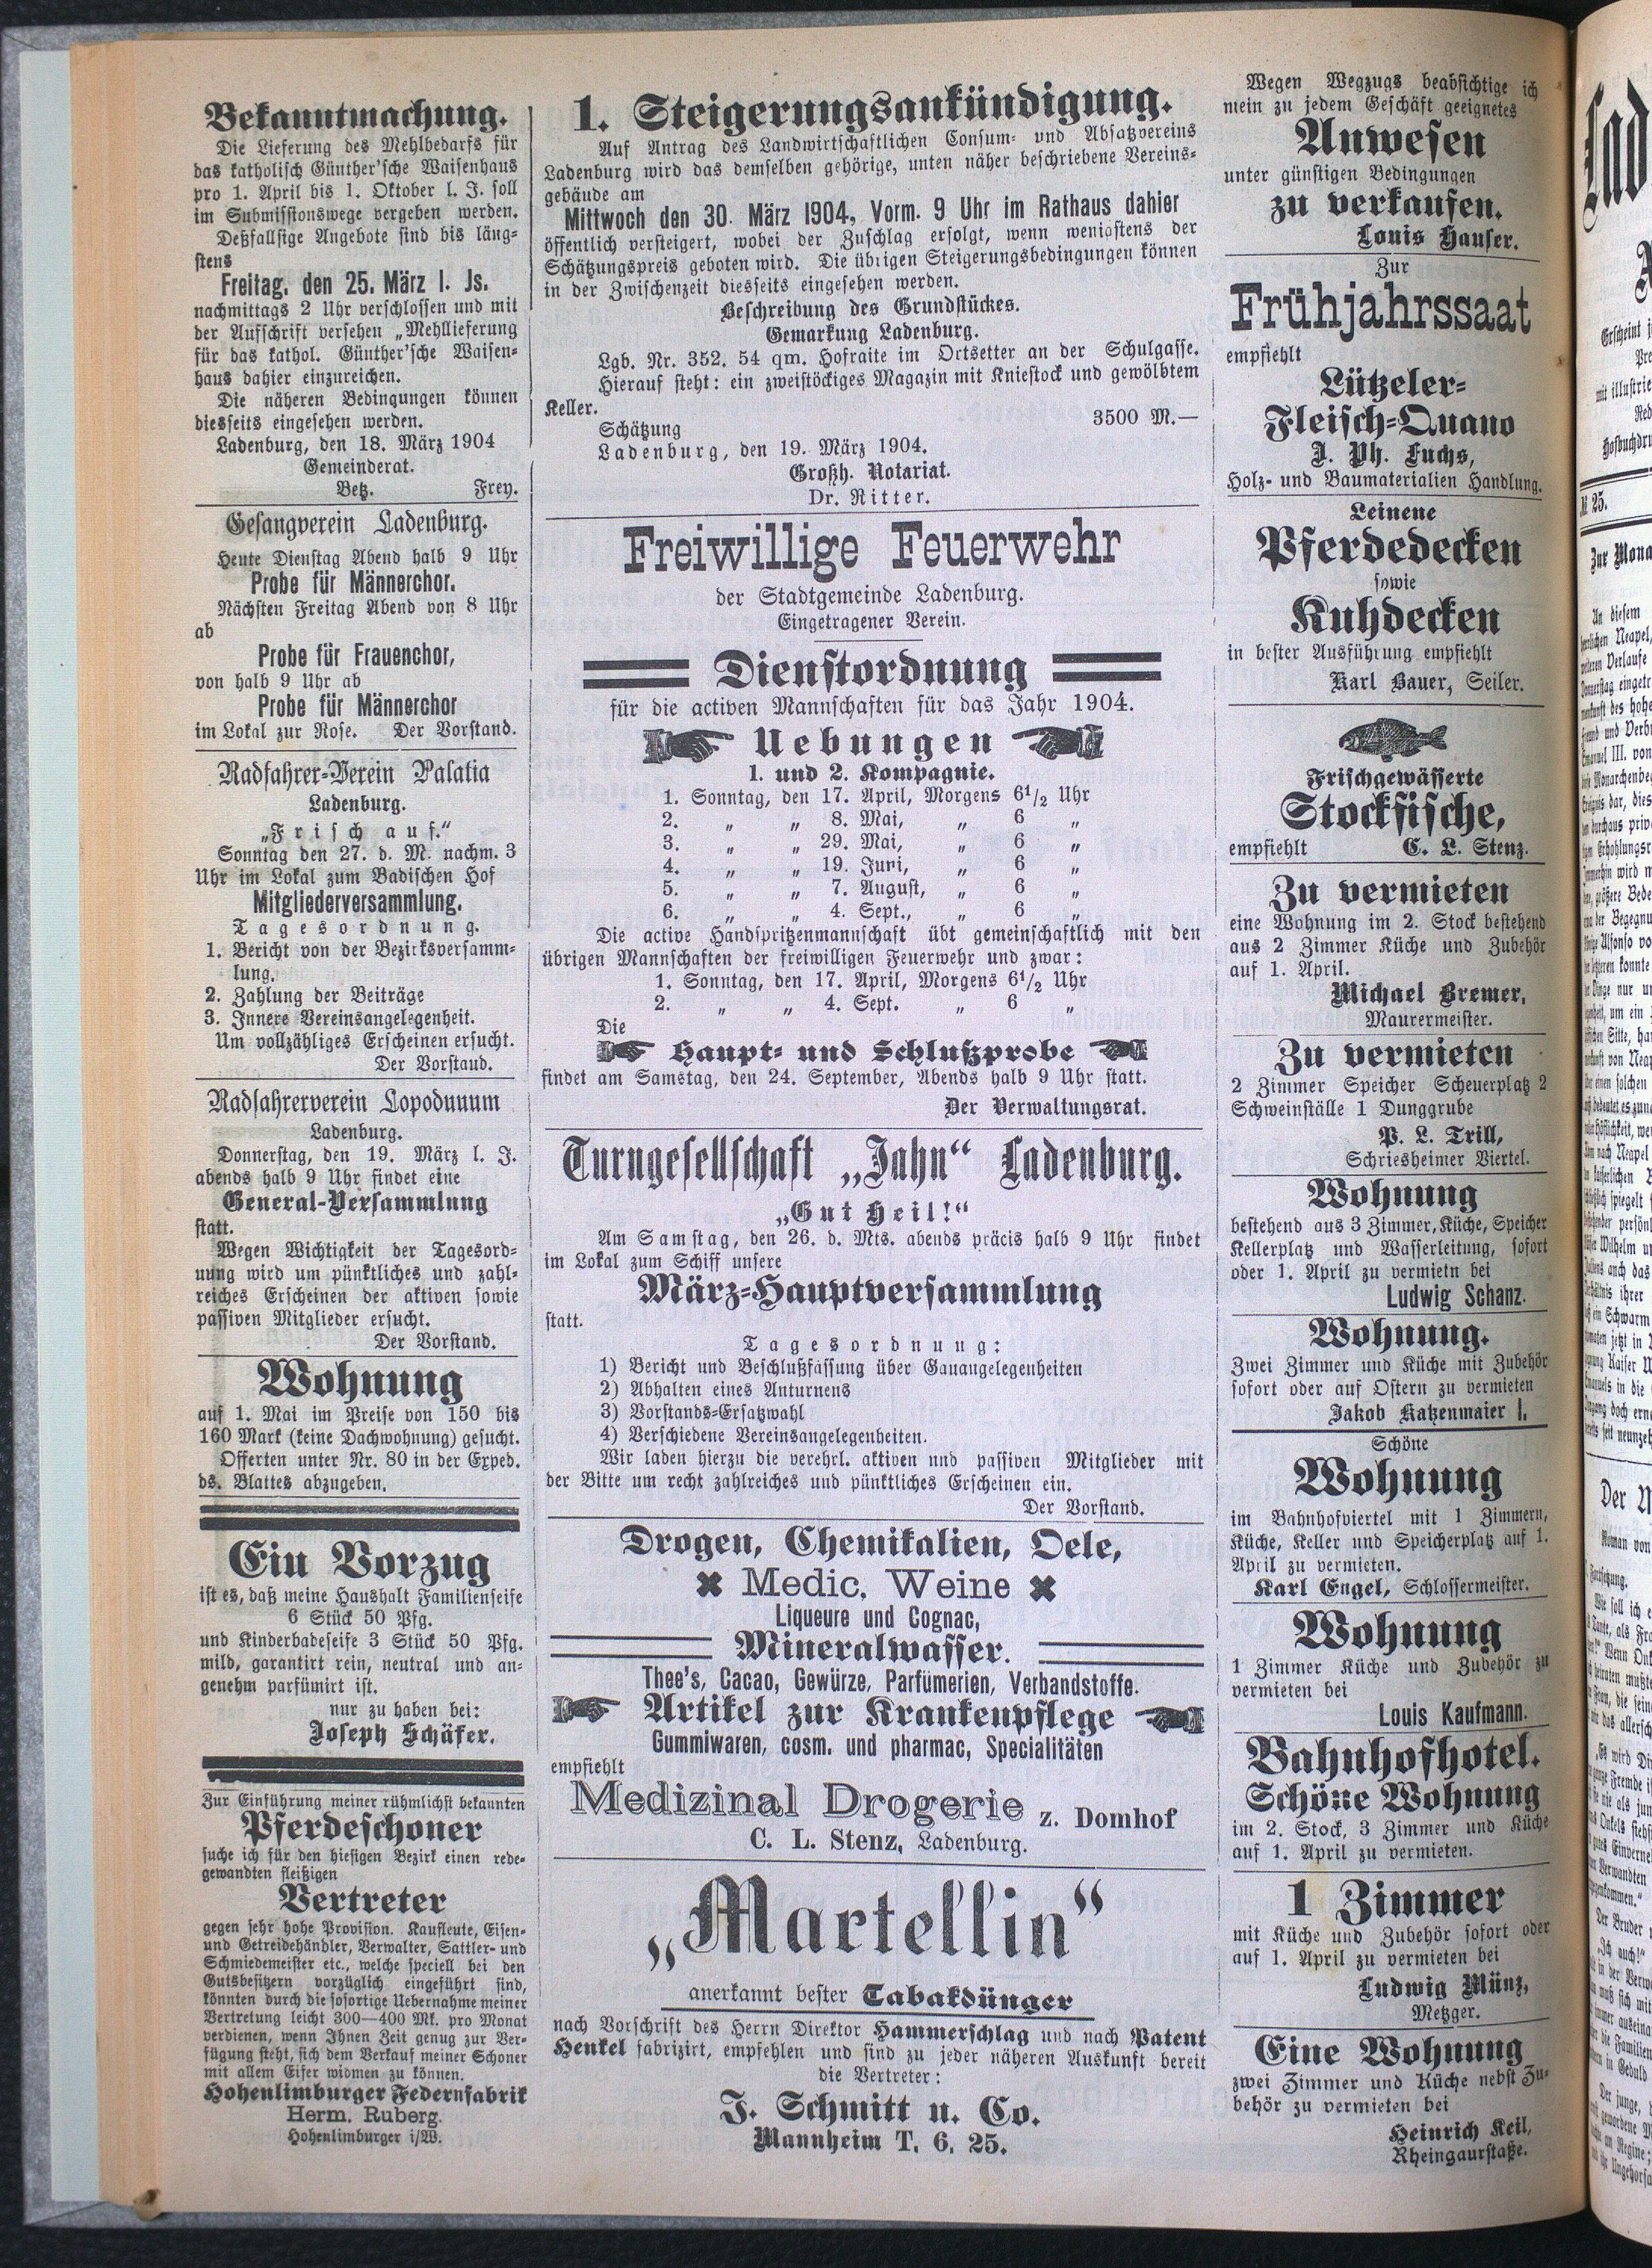 Bekanntmachung.
Die Lieferung des Mehlbedarfs für
das katholisch Günther'sche Waisenhaus
pro 1. April bis 1. Oktober l. J. soll
im Submissionswege vergeben werden.
Deßfallsige Angebote sind bis läng-
stens
Freitag, den 25. März l. Js.
nachmittags 2 Uhr verschlossen und mit
der Aufschrift versehen „Mehllieferung
für das kathol. Günther'sche Waisen-
haus dahier einzureichen.
Die näheren Bedingungen können
diesseits eingesehen werden.
Ladenburg, den 18. März 1904
Gemeinderat.
Betz. Frey.
Gesangverein Ladenburg.
Heute Dienstag Abend halb 9 Uhr
Probe für Männerchor.
Nächsten Freitag Abend von 8 Uhr
ab
Probe für Frauenchor,
von halb 9 Uhr ab
Probe für Männerchor
im Lokal zur Rose. Der Vorstand.
Radfahrer-Verein Palatia
Ladenburg.
„Frisch auf."
Sonntag den 27. d. M. nachm. 3
Uhr im Lokal zum Badischen Hof
Mitgliederversammlung.
Tagesordnung.
1. Bericht von der Bezirksversamm-
lung.
2. Zahlung der Beiträge
3. Innere Vereinsangelegenheit.
Um vollzähliges Erscheinen ersucht.
Der Vorstaud.
Radfahrerverein Lopoduuum
Ladenburg.
Donnerstag, den 19. März l. J.
abends halb 9 Uhr findet eine
General-Versammlung
statt.
Wegen Wichtigkeit der Tagesord-
nung wird um pünktliches und zahl-
reiches Erscheinen der aktiven sowie
passiven Mitglieder ersucht.
Der Vorstand.
Wohnung
auf 1. Mai im Preise von 150 bis
160 Mark (keine Dachwohnung) gesucht.
Offerten unter Nr. 80 in der Exped.
ds. Blattes abzugeben.
Ein Vorzug
ist es, daß meine Haushalt Familienseife
6 Stück 50 Pfg.
und Kinderbadeseife 3 Stück 50 Pfg.
mild, garantirt rein, neutral und an-
genehm parfümirt ist.
nur zu haben bei:
Joseph Schäfer.
Zur Einführung meiner rühmlichst bekannten
Pferdeschoner
suche ich für den hiesigen Bezirk einen rede-
gewandten fleißigen
Vertreter
gegen sehr hohe Provision. Kaufleute, Eisen-
und Getreidehändler, Verwalter, Sattler- und
Schmiedemeister etc., welche speciell bei den
Gutsbesitzern vorzüglich eingeführt sind,
könnten durch die sofortige Uebernahme meiner
Vertretung leicht 300—400 Mk. pro Monat
verdienen, wenn Ihnen Zeit genug zur Ver-
fügung steht, sich dem Verkauf meiner Schoner
mit allem Eifer widmen zu können.
Hohenlimburger Federnfabrik
Herm. Ruberg.
Hohenlimburger i/W.
1. Steigerungsankündigung.
Auf Antrag des Landwirtschaftlichen Consum- und Absatzvereins
Ladenburg wird das demselben gehörige, unten näher beschriebene Vereins-
gebäude am
Mittwoch den 30. März 1904, Vorm. 9 Uhr im Rathaus dahier
öffentlich versteigert, wobei der Zuschlag erfolgt, wenn wenigstens der
Schätzungspreis geboten wird. Die übrigen Steigerungsbedingungen können
in der Zwischenzeit diesseits eingesehen werden.
Beschreibung des Grundstückes.
Gemarkung Ladenburg.
Lgb. Nr. 352. 54 qm. Hofraite im Ortsetter an der Schulgasse.
Hierauf steht: ein zweistöckiges Magazin mit Kniestock und gewölbtem
Keller.
Schätzung 3500 M.—
Ladenburg, den 19. März 1904.
Großh. Notariat.
Dr. Ritter.
Freiwillige Feuerwehr
der Stadtgemeinde Ladenburg.
Eingetragener Verein.
Dienstordnung
für die activen Mannschaften für das Jahr 1904.
Uebungen
1. und 2. Kompagnie.
1. Sonntag, den 17. April, Morgens 6 1/2 Uhr
2. „ „ 8. Mai, „ 6 „
3. „ „ 29. Mai, „ 6 „
4. „ „ 19. Juni, „ 6 „
5. „ „ 7. August, „ 6 „
6. „ „ 4. Sept., „ 6 „
Die active Handspritzenmannschaft übt gemeinschaftlich mit den
übrigen Mannschaften der freiwilligen Feuerwehr und zwar:
1. Sonntag, den 17. April, Morgens 6 1/2 Uhr
2. „ „ 4. Sept. „ 6 „
Die
Haupt- und Schlußprobe
findet am Samstag, den 24. September, Abends halb 9 Uhr statt.
Der Verwaltungsrat.
Turngesellschaft „Jahn" Ladenburg.
„Gut Heil!"
Am Samstag, den 26. d. Mts. abends präcis halb 9 Uhr findet
im Lokal zum Schiff unsere
März-Hauptversammlung
statt.
Tagesordnung:
1) Bericht und Beschlußfassung über Gauangelegenheiten
2) Abhalten eines Anturnens
3) Vorstands-Ersatzwahl
4) Verschiedene Vereinsangelegenheiten.
Wir laden hierzu die verehrl. aktiven nnd passiven Mitglieder mit
der Bitte um recht zahlreiches und pünktliches Erscheinen ein.
Der Vorstand.
Drogen, Chemikalien, Oele,
Medic. Weine
Liqueure und Cognac,
Mineralwasser.
Thee's, Cacao, Gewürze, Parfümerien, Verbandstoffe.
Artikel zur Krankenpflege
Gummiwaren, cosm. und pharmac, Specialitäten
empfiehlt
Medizinal Drogerie z. Domhof
C. L. Stenz, Ladenburg.
„Martellin"
anerkannt bester Tabakdünger
nach Vorschrift des Herrn Direktor Hammerschlag und nach Patent
Henkel fabrizirt, empfehlen und sind zu jeder näheren Auskunft bereit
die Vertreter:
J. Schmitt u. Co.
Mannheim T. 6. 25.
Wegen Wegzugs beabsichtige ich
mein zu jedem Geschäft geeignetes
Anwesen
unter günstigen Bedingungen
zu verkaufen.
Louis Hauser.
Zur
Frühjahrssaat
empfiehlt
Lützeler-
Fleisch-Quano
J. Ph. Fuchs,
Holz- und Baumaterialien Handlung.
Leinene
Pferdedecken
sowie
Kuhdecken
in bester Ausführung empfiehlt
Karl Bauer, Seiler.
Frischgewässerte
Stockfische,
empfiehlt C. L. Stenz.
Zu vermieten
eine Wohnung im 2. Stock bestehend
aus 2 Zimmer Küche und Zubehör
auf 1. April.
Michael Bremer,
Maurermeister.
Zu vermieten
2 Zimmer Speicher Scheuerplatz 2
Schweinställe 1 Dunggrube
P. L. Trill,
Schriesheimer Viertel.
Wohnung
bestehend aus 3 Zimmer, Küche, Speicher
Kellerplatz und Wasserleitung, sofort
oder 1. April zu vermietn bei
Ludwig Schanz.
Wohnung.
Zwei Zimmer und Küche mit Zubehör
sofort oder auf Ostern zu vermieten
Jakob Katzenmaier I.
Schöne
Wohnung
im Bahnhofviertel mit 1 Zimmern,
Küche, Keller und Speicherplatz auf 1.
April zu vermieten.
Karl Engel, Schlossermeister.
Wohnung
1 Zimmer Küche und Zubehör zu
vermieten bei
Louis Kaufmann.
Bahnhofhotel.
Schöne Wohnung
im 2. Stock, 3 Zimmer und Küche
auf 1. April zu vermieten.
1 Zimmer
mit Küche und Zubehör sofort oder
auf 1. April zu vermieten bei
Ludwig Münz,
Metzger.
Eine Wohnung
zwei Zimmer und Küche nebst Zu-
behör zu vermieten bei
Heinrich Keil,
Rheingaurstaße.